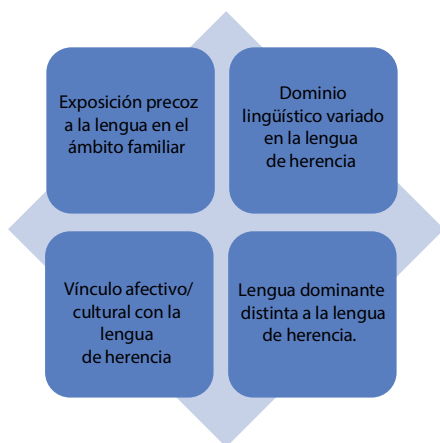 Exposición precoz
a la lengua en el
ámbito familiar
Dominio
lingüístico variado
en la lengua
de herencia
Vínculo afectivo/
cultural con la
lengua
de herencia
Lengua dominante
distinta a la lengua
de herencia.